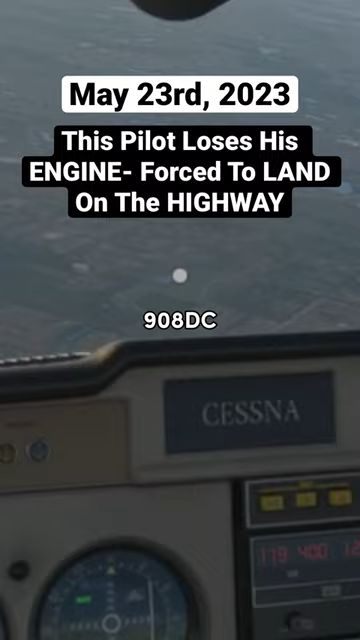 May 23rd, 2023
This Pilot Loses His
ENGINE- Forced To LAND
On The HIGHWAY
908DC
CESSNA
119.400